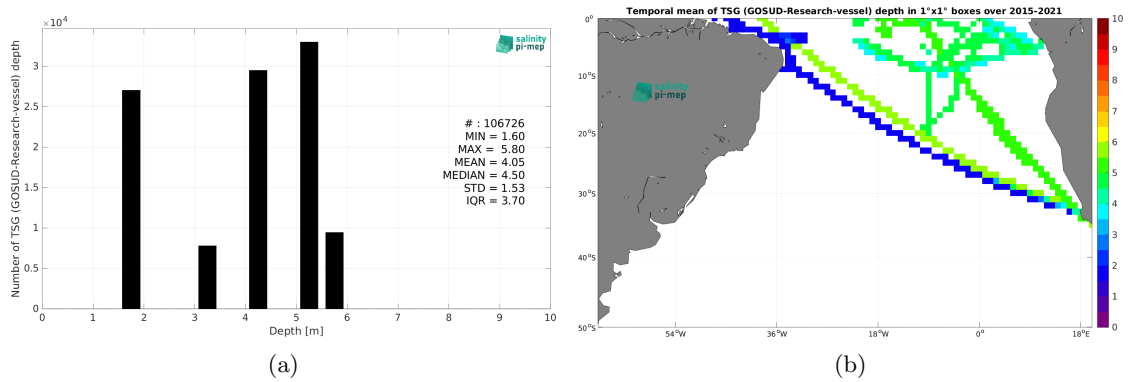 ×10⁴
Number of TSG (GOSUD-Research-vessel) depth
3
2.5
2
1.5
1
0.5
0
0 1 2 3 4 5 6 7 8 9 10
Depth [m]
salinity
pi-mep
# : 106726
MIN = 1.60
MAX = 5.80
MEAN = 4.05
MEDIAN = 4.50
STD = 1.53
IQR = 3.70
(a)
Temporal mean of TSG (GOSUD-Research-vessel) depth in 1°x1° boxes over 2015-2021
0°
10°S
20°S
30°S
40°S
50°S
54°W 36°W 18°W 0° 18°E
salinity
pi-mep
10
9
8
7
6
5
4
3
2
1
0
(b)